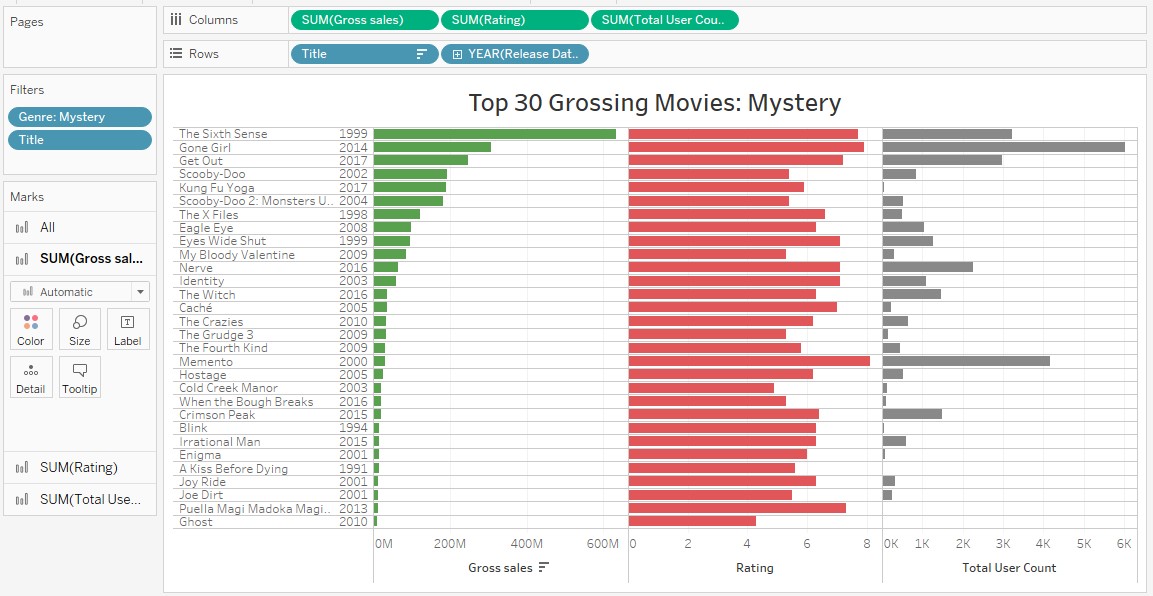 Pages
Columns SUM(Gross sales) SUM(Rating) SUM(Total User Cou..
Rows Title YEAR(Release Dat..
Filters
Genre: Mystery
Title
Marks
All
SUM(Gross sal...
Automatic
Color Size Label
Detail Tooltip
SUM(Rating)
SUM(Total Use...
Top 30 Grossing Movies: Mystery
The Sixth Sense 1999
Gone Girl 2014
Get Out 2017
Scooby-Doo 2002
Kung Fu Yoga 2017
Scooby-Doo 2: Monsters U.. 2004
The X Files 1998
Eagle Eye 2008
Eyes Wide Shut 1999
My Bloody Valentine 2009
Nerve 2016
Identity 2003
The Witch 2016
Caché 2005
The Crazies 2010
The Grudge 3 2009
The Fourth Kind 2009
Memento 2000
Hostage 2005
Cold Creek Manor 2003
When the Bough Breaks 2016
Crimson Peak 2015
Blink 1994
Irrational Man 2015
Enigma 2001
A Kiss Before Dying 1991
Joy Ride 2001
Joe Dirt 2001
Puella Magi Madoka Magi.. 2013
Ghost 2010
0M 200M 400M 600M 0 2 4 6 8 0K 1K 2K 3K 4K 5K 6K
Gross sales Rating Total User Count